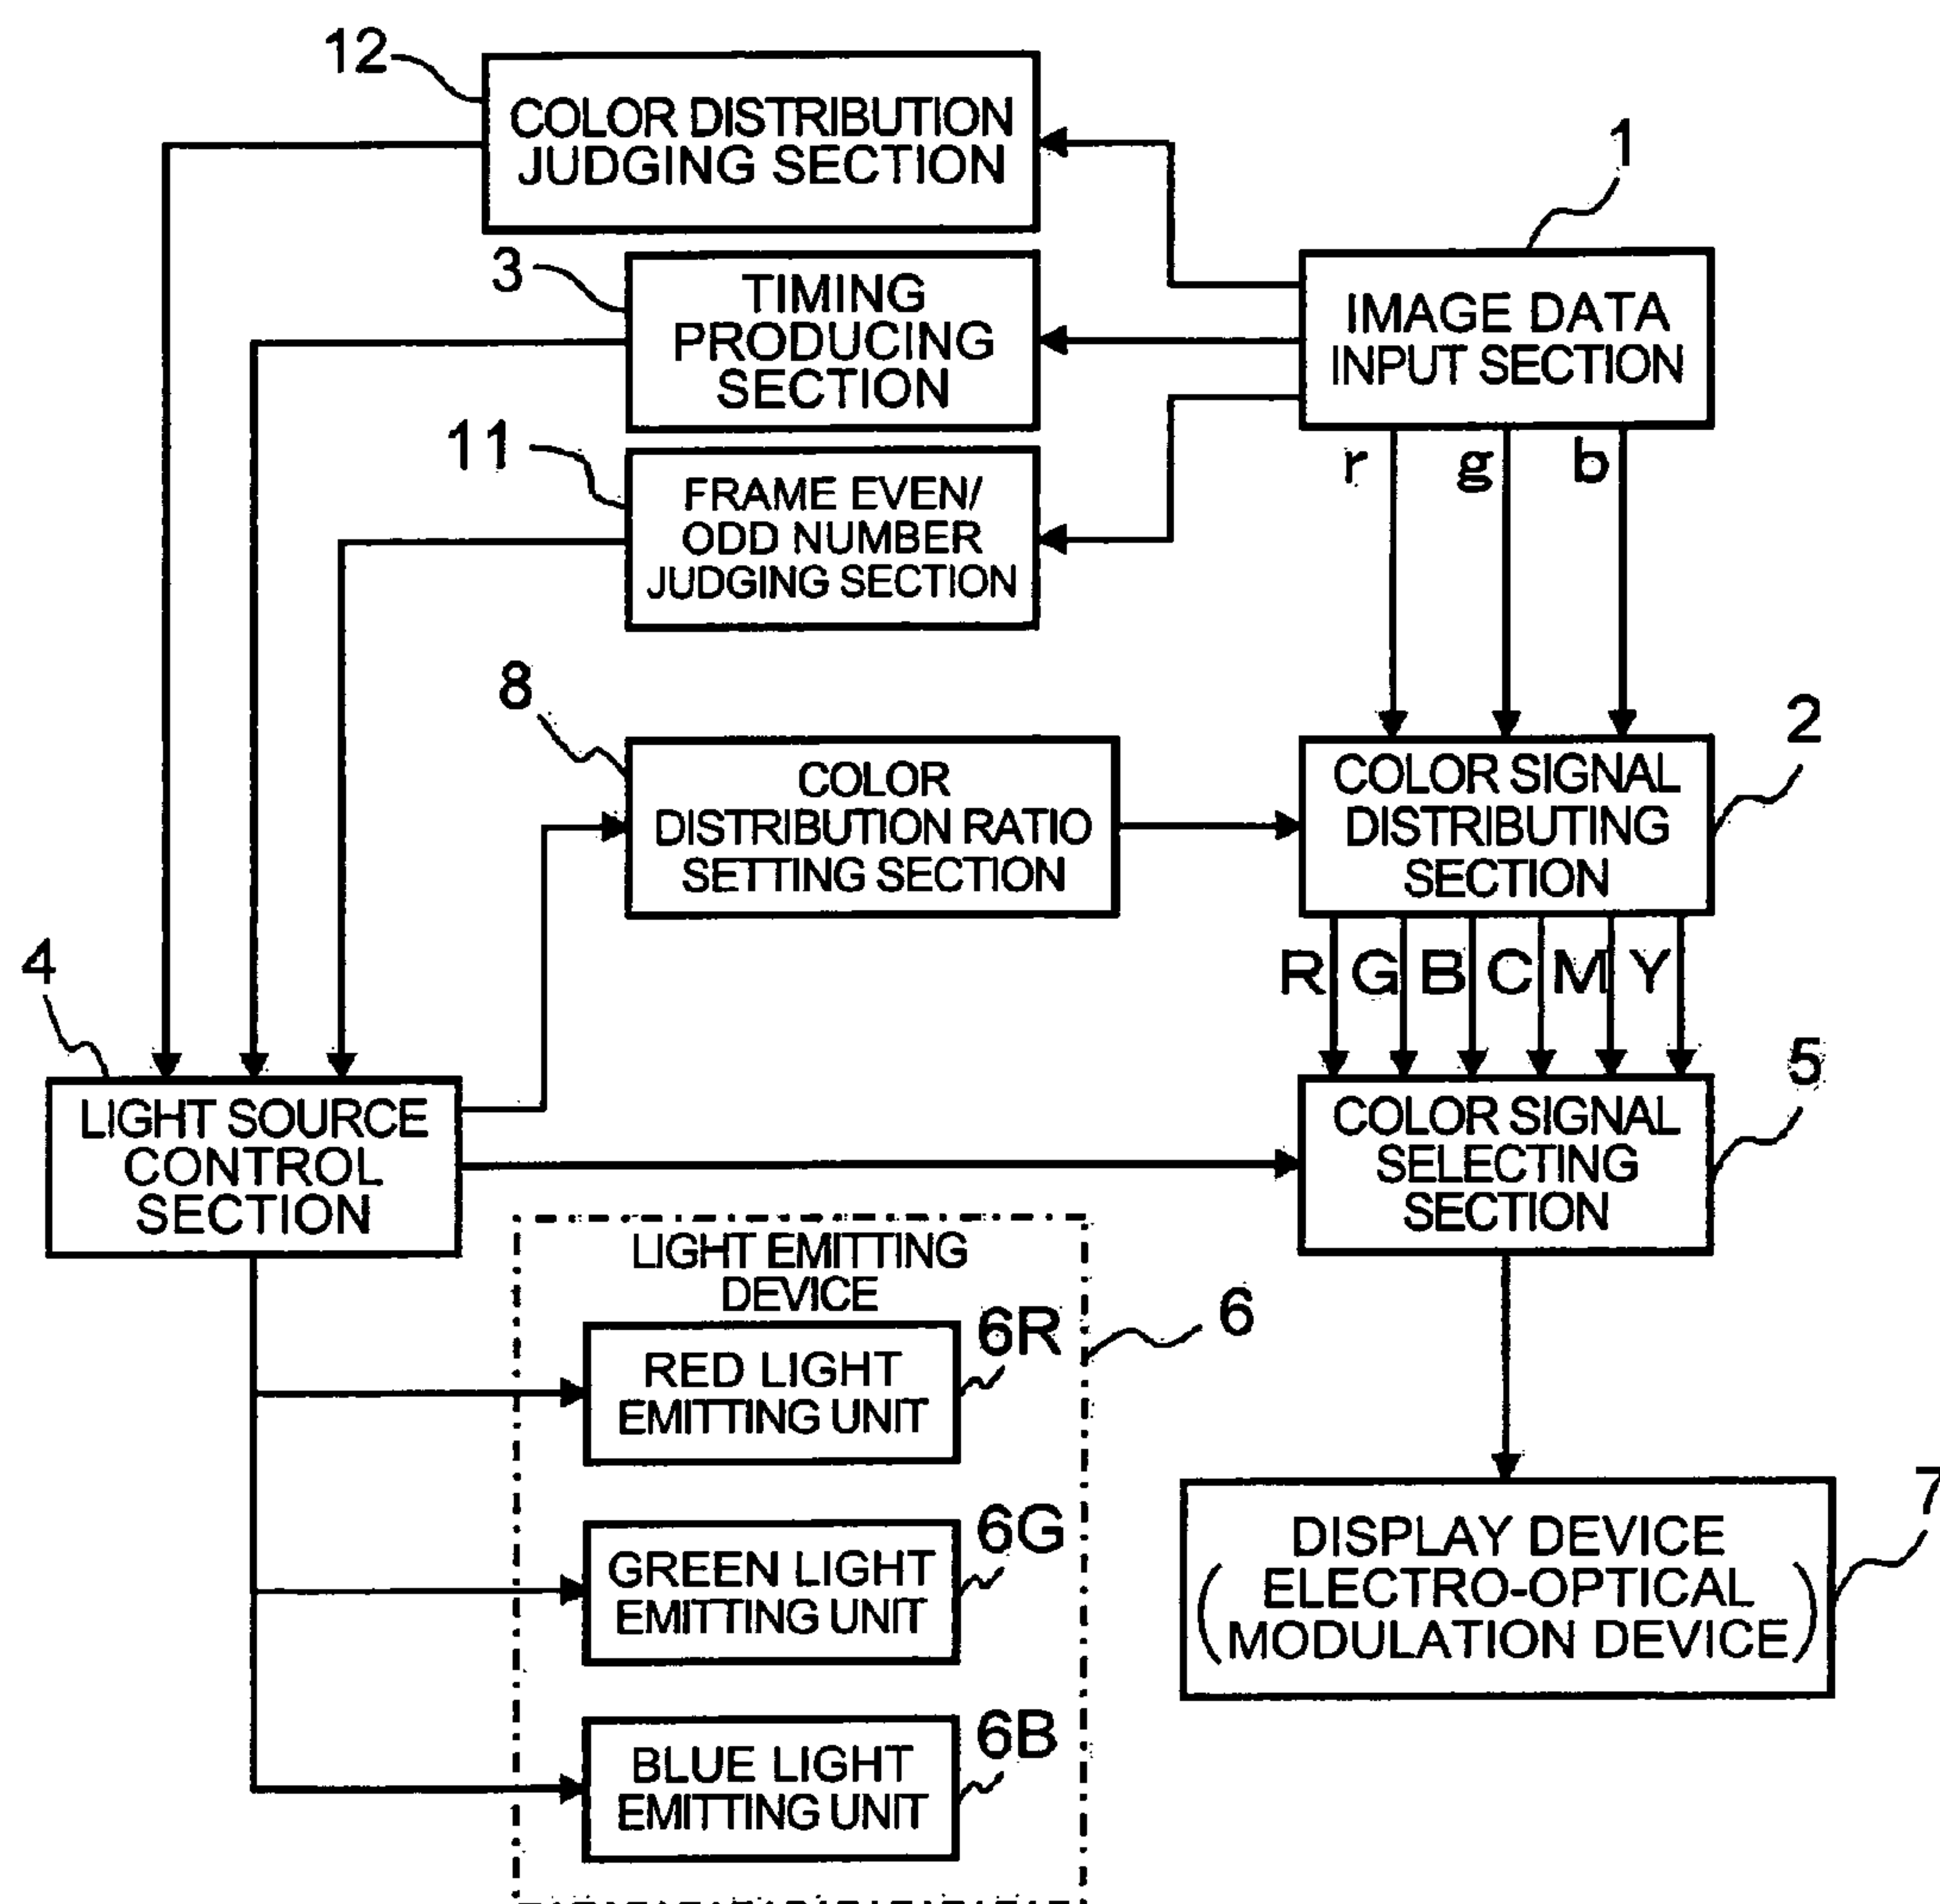 12
COLOR DISTRIBUTION
JUDGING SECTION
1
3
TIMING
PRODUCING
SECTION
IMAGE DATA
INPUT SECTION
11
FRAME EVEN/
ODD NUMBER
JUDGING SECTION
r g b
8
COLOR
DISTRIBUTION RATIO
SETTING SECTION
2
COLOR SIGNAL
DISTRIBUTING
SECTION
R G B C M Y
4
LIGHT SOURCE
CONTROL
SECTION
5
COLOR SIGNAL
SELECTING
SECTION
LIGHT EMITTING
DEVICE
6
6R
RED LIGHT
EMITTING UNIT
6G
GREEN LIGHT
EMITTING UNIT
6B
BLUE LIGHT
EMITTING UNIT
7
DISPLAY DEVICE
(ELECTRO-OPTICAL
MODULATION DEVICE)